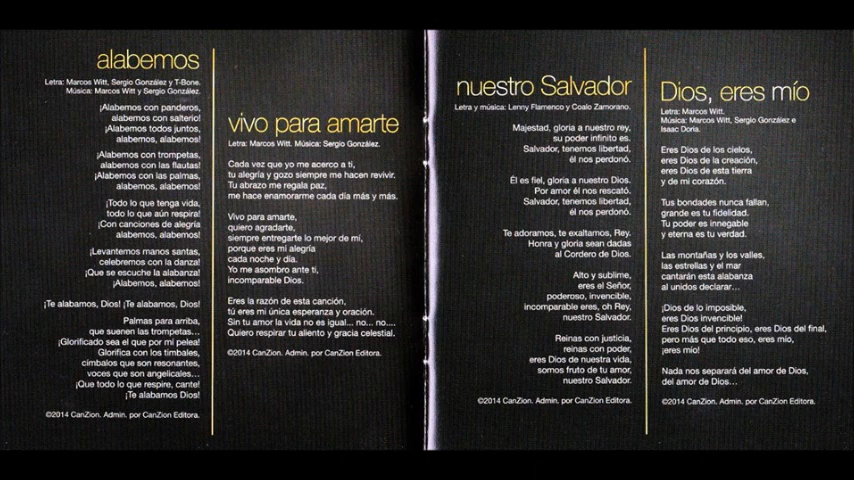 alabemos
Letra: Marcos Witt, Sergio González y T-Bone.
Música: Marcos Witt y Sergio González.
¡Alabemos con panderos,
alabemos con salterio!
¡Alabemos todos juntos,
alabemos, alabemos!
¡Alabemos con trompetas,
alabemos con las flautas!
¡Alabemos con las palmas,
alabemos, alabemos!
¡Todo lo que tenga vida,
todo lo que aún respira!
¡Con canciones de alegría
alabemos, alabemos!
¡Levantemos manos santas,
celebremos con la danza!
¡Que se escuche la alabanza!
¡Alabemos, alabemos!
¡Te alabamos, Dios! ¡Te alabamos, Dios!
Palmas para arriba,
que suenen las trompetas...
¡Glorificado sea el que por mí pelea!
Glorifica con los timbales,
címbalos que son resonantes,
voces que son angelicales...
¡Que todo lo que respire, cante!
¡Te alabamos Dios!
©2014 CanZion. Admin. por CanZion Editora.
vivo para amarte
Letra: Marcos Witt. Música: Sergio González.
Cada vez que yo me acerco a ti,
tu alegría y gozo siempre me hacen revivir.
Tu abrazo me regala paz,
me hace enamorarme cada día más y más.
Vivo para amarte,
quiero agradarte,
siempre entregarte lo mejor de mí,
porque eres mi alegría
cada noche y día.
Yo me asombro ante ti,
incomparable Dios.
Eres la razón de esta canción,
tú eres mi única esperanza y oración.
Sin tu amor la vida no es igual... no... no....
Quiero respirar tu aliento y gracia celestial.
©2014 CanZion. Admin. por CanZion Editora.
nuestro Salvador
Letra y música: Lenny Flamenco y Coalo Zamorano.
Majestad, gloria a nuestro rey,
su poder infinito es.
Salvador, tenemos libertad,
él nos perdonó.
Él es fiel, gloria a nuestro Dios.
Por amor él nos rescató.
Salvador, tenemos libertad,
él nos perdonó.
Te adoramos, te exaltamos, Rey.
Honra y gloria sean dadas
al Cordero de Dios.
Alto y sublime,
eres el Señor,
poderoso, invencible,
incomparable eres, oh Rey,
nuestro Salvador.
Reinas con justicia,
reinas con poder,
eres Dios de nuestra vida,
somos fruto de tu amor,
nuestro Salvador.
©2014 CanZion. Admin. por CanZion Editora.
Dios, eres mío
Letra: Marcos Witt.
Música: Marcos Witt, Sergio González e
Isaac Doria.
Eres Dios de los cielos,
eres Dios de la creación,
eres Dios de esta tierra
y de mi corazón.
Tus bondades nunca fallan,
grande es tu fidelidad.
Tu poder es innegable
y eterna es tu verdad.
Las montañas y los valles,
las estrellas y el mar
cantarán esta alabanza
al unidos declarar...
¡Dios de lo imposible,
eres Dios invencible!
Eres Dios del principio, eres Dios del final,
pero más que todo eso, eres mío,
¡eres mío!
Nada nos separará del amor de Dios,
del amor de Dios...
©2014 CanZion. Admin. por CanZion Editora.